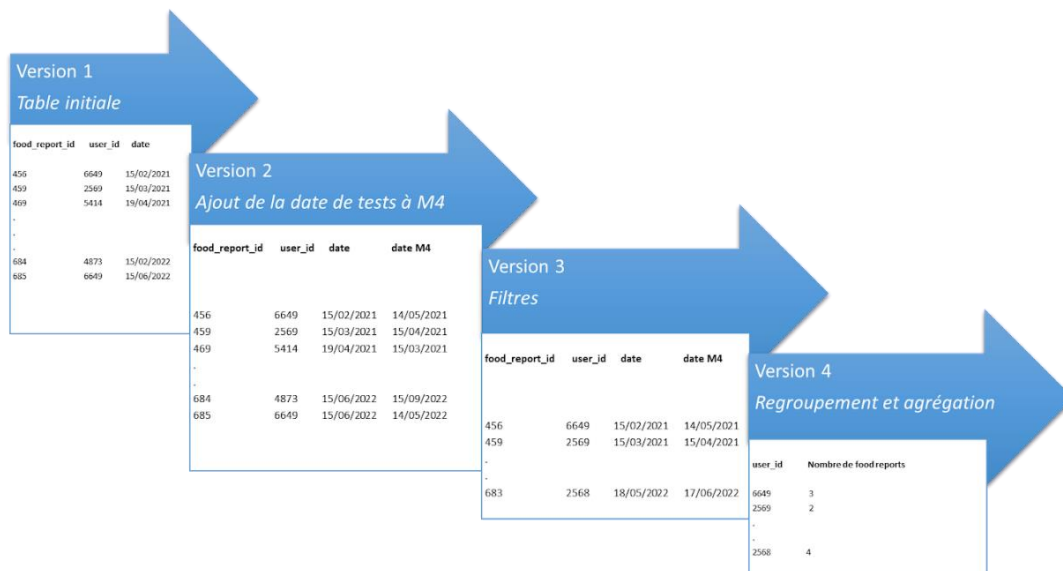 Version 1
Table initiale
food_report_id user_id date
456 6649 15/02/2021
459 2569 15/03/2021
469 5414 19/04/2021
.
.
.
684 4873 15/02/2022
685 6649 15/06/2022
Version 2
Ajout de la date de tests à M4
food_report_id user_id date date M4
456 6649 15/02/2021 14/05/2021
459 2569 15/03/2021 15/04/2021
469 5414 19/04/2021 15/03/2021
.
.
684 4873 15/06/2022 15/09/2022
685 6649 15/06/2022 14/05/2022
Version 3
Filtres
food_report_id user_id date date M4
456 6649 15/02/2021 14/05/2021
459 2569 15/03/2021 15/04/2021
.
.
683 2568 18/05/2022 17/06/2022
Version 4
Regroupement et agrégation
user_id Nombre de food reports
6649 3
2569 2
.
.
2568 4